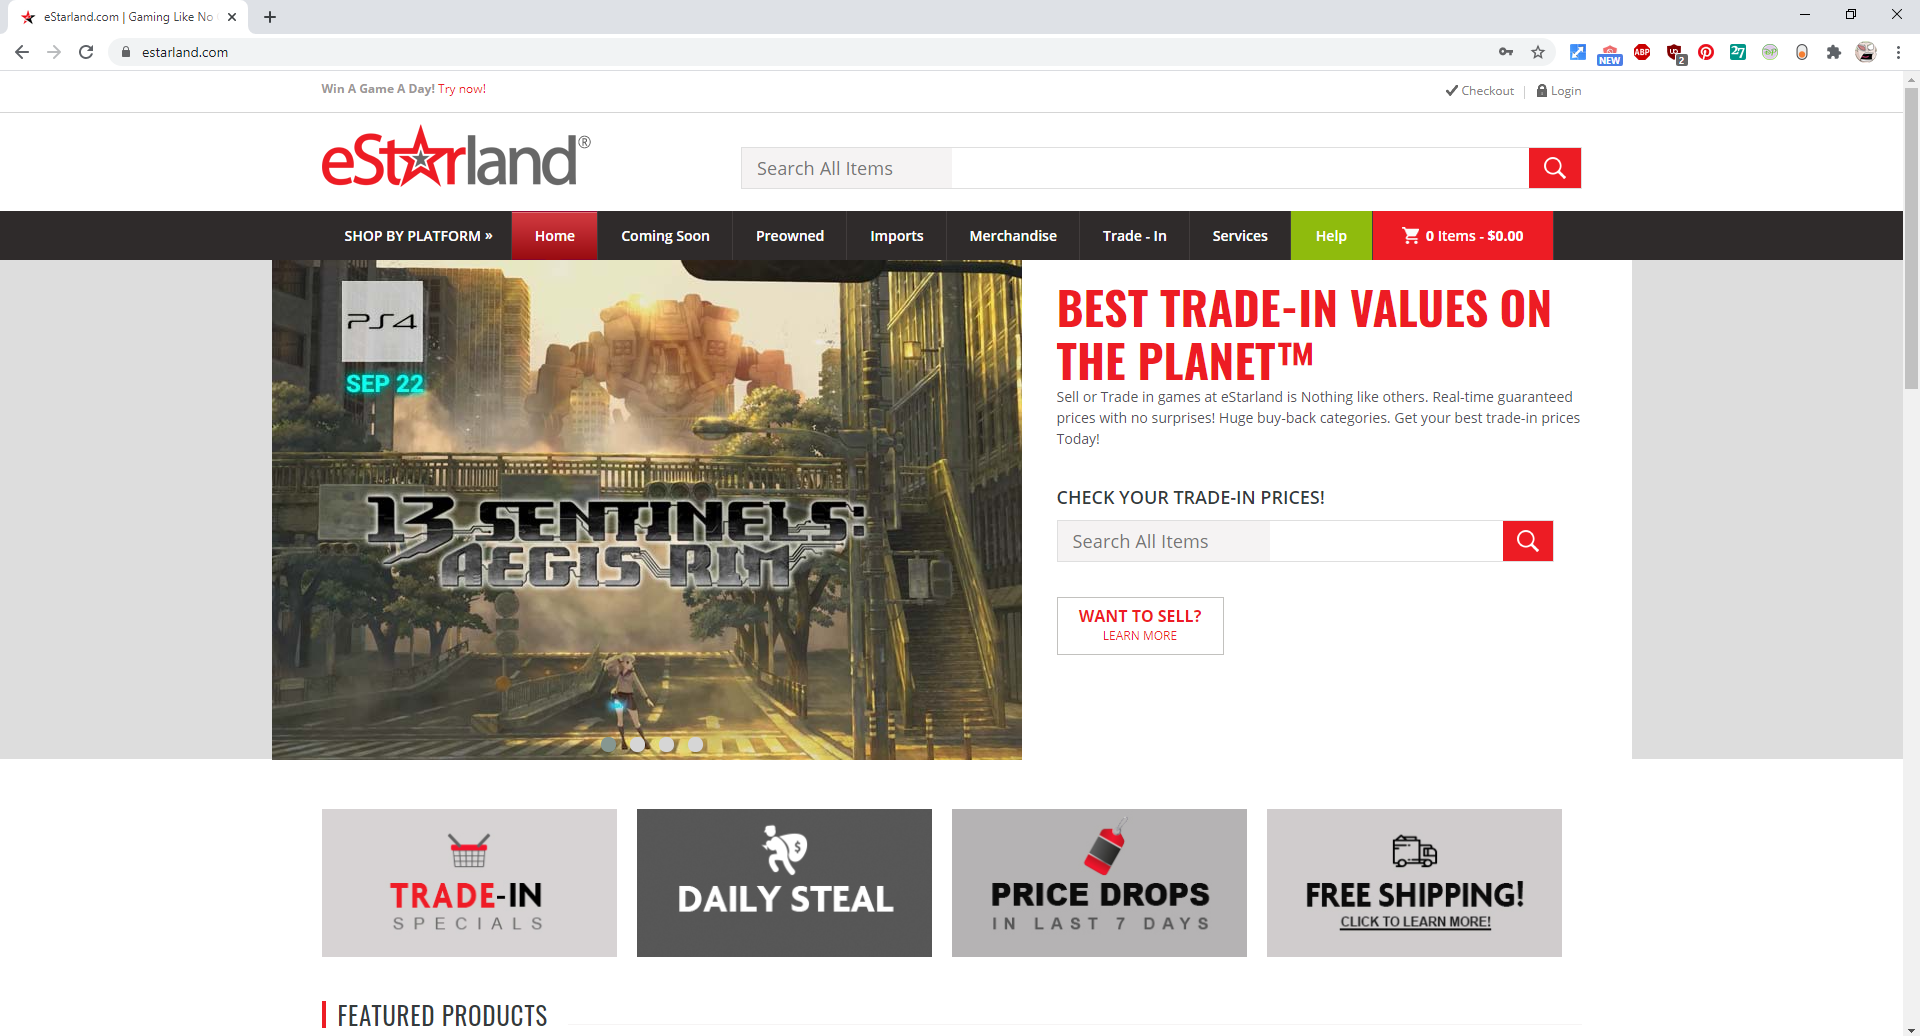 eStarland.com | Gaming Like No
estarland.com
NEW
ABP
2
27
Win A Game A Day! Try now!
Checkout
Login
eStarland®
Search All Items
SHOP BY PLATFORM »
Home
Coming Soon
Preowned
Imports
Merchandise
Trade - In
Services
Help
0 Items - $0.00
PS4
SEP 22
13 SENTINELS:
AEGIS RIM
BEST TRADE-IN VALUES ON
THE PLANET™
Sell or Trade in games at eStarland is Nothing like others. Real-time guaranteed
prices with no surprises! Huge buy-back categories. Get your best trade-in prices
Today!
CHECK YOUR TRADE-IN PRICES!
Search All Items
WANT TO SELL?
LEARN MORE
TRADE-IN
SPECIALS
$
DAILY STEAL
PRICE DROPS
IN LAST 7 DAYS
FREE SHIPPING!
CLICK TO LEARN MORE!
FEATURED PRODUCTS